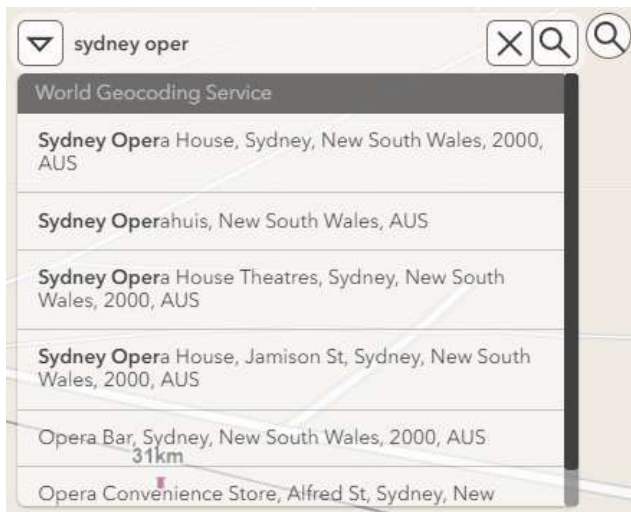 sydney oper
World Geocoding Service
Sydney Opera House, Sydney, New South Wales, 2000,
AUS
Sydney Operahuis, New South Wales, AUS
Sydney Opera House Theatres, Sydney, New South
Wales, 2000, AUS
Sydney Opera House, Jamison St, Sydney, New South
Wales, 2000, AUS
Opera Bar, Sydney, New South Wales, 2000, AUS
31km
Opera Convenience Store, Alfred St, Sydney, New